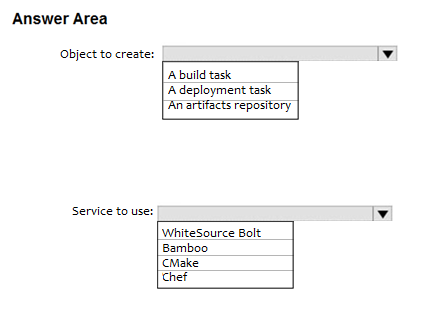 Answer Area
Object to create:
A build task
A deployment task
An artifacts repository
Service to use:
WhiteSource Bolt
Bamboo
CMake
Chef